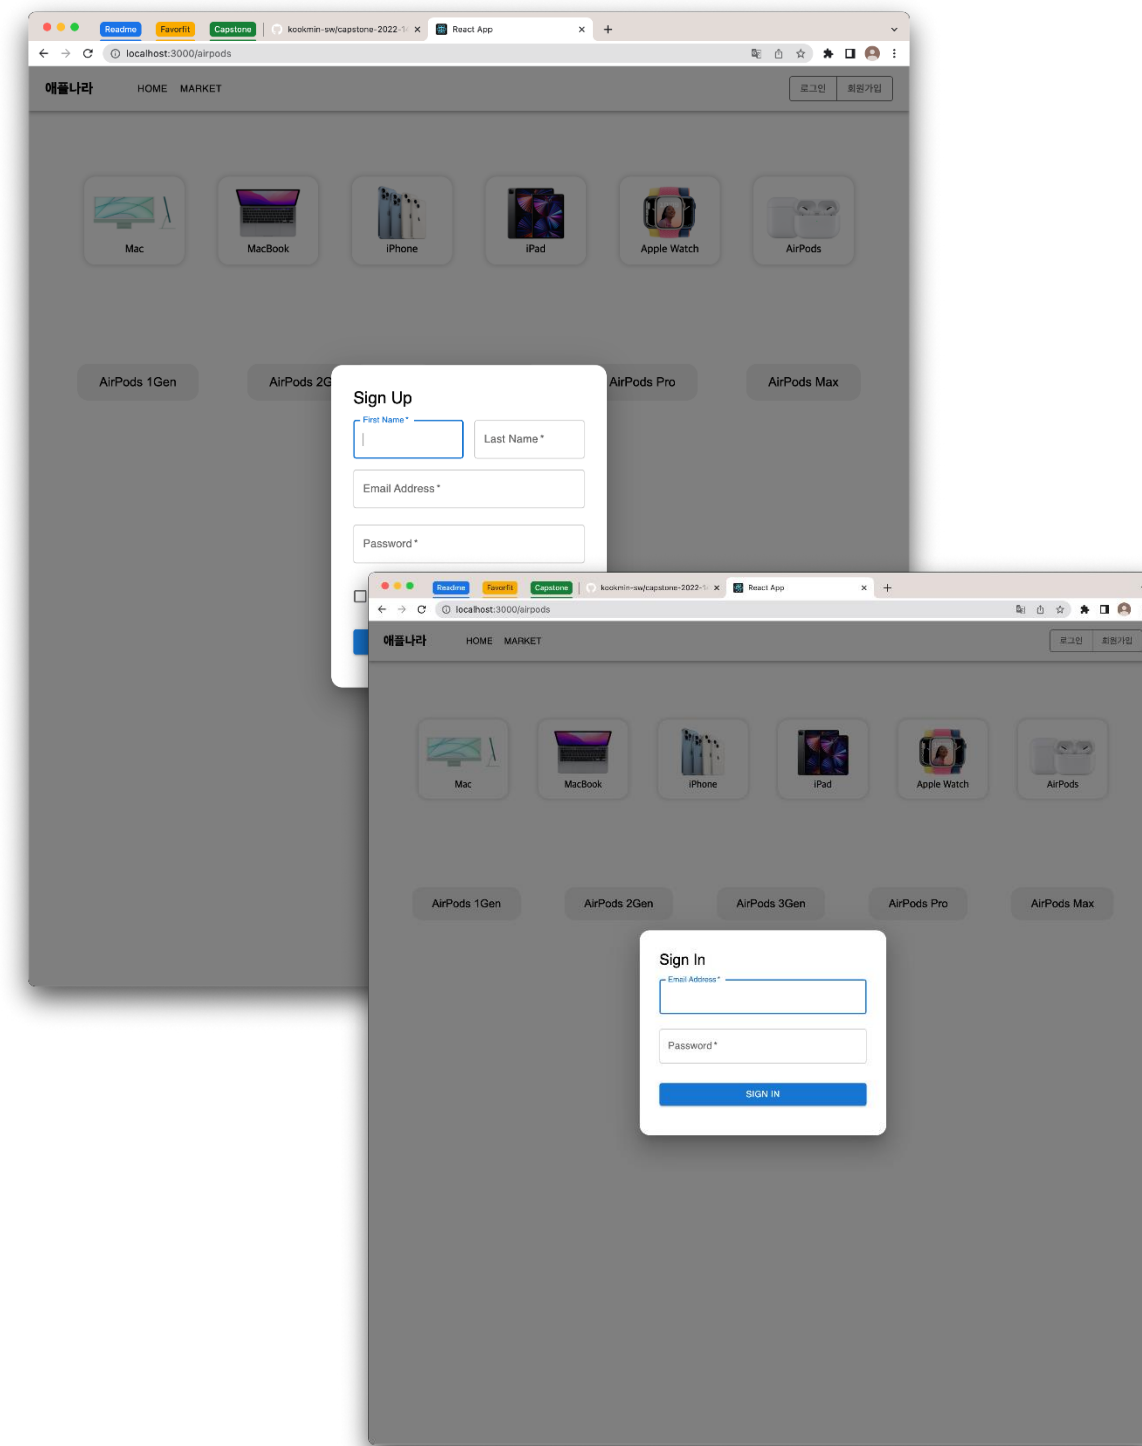 Readme Favorfit Capstone kookmin-sw/capstone-2022-1 React App
localhost:3000/airpods
애플나라 HOME MARKET 로그인 회원가입
Mac MacBook iPhone iPad Apple Watch AirPods
AirPods 1Gen AirPods 2G AirPods Pro AirPods Max
Sign Up
First Name *
Last Name *
Email Address *
Password *
Readme Favorfit Capstone kookmin-sw/capstone-2022-1 React App
localhost:3000/airpods
애플나라 HOME MARKET 로그인 회원가입
Mac MacBook iPhone iPad Apple Watch AirPods
AirPods 1Gen AirPods 2Gen AirPods 3Gen AirPods Pro AirPods Max
Sign In
Email Address *
Password *
SIGN IN